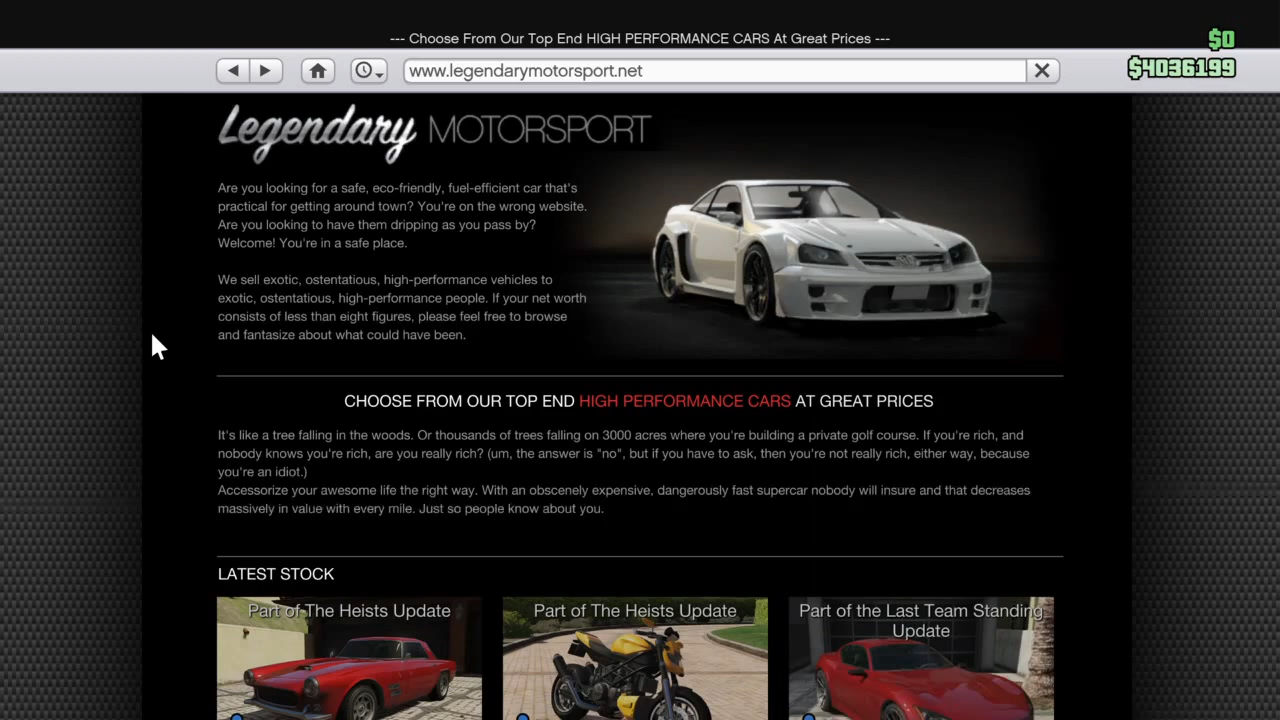 --- Choose From Our Top End HIGH PERFORMANCE CARS At Great Prices ---
$0
$4036199
www.legendarymotorsport.net
Legendary MOTORSPORT
Are you looking for a safe, eco-friendly, fuel-efficient car that's
practical for getting around town? You're on the wrong website.
Are you looking to have them dripping as you pass by?
Welcome! You're in a safe place.
We sell exotic, ostentatious, high-performance vehicles to
exotic, ostentatious, high-performance people. If your net worth
consists of less than eight figures, please feel free to browse
and fantasize about what could have been.
CHOOSE FROM OUR TOP END HIGH PERFORMANCE CARS AT GREAT PRICES
It's like a tree falling in the woods. Or thousands of trees falling on 3000 acres where you're building a private golf course. If you're rich, and
nobody knows you're rich, are you really rich? (um, the answer is "no", but if you have to ask, then you're not really rich, either way, because
you're an idiot.)
Accessorize your awesome life the right way. With an obscenely expensive, dangerously fast supercar nobody will insure and that decreases
massively in value with every mile. Just so people know about you.
LATEST STOCK
Part of The Heists Update
Part of The Heists Update
Part of the Last Team Standing
Update